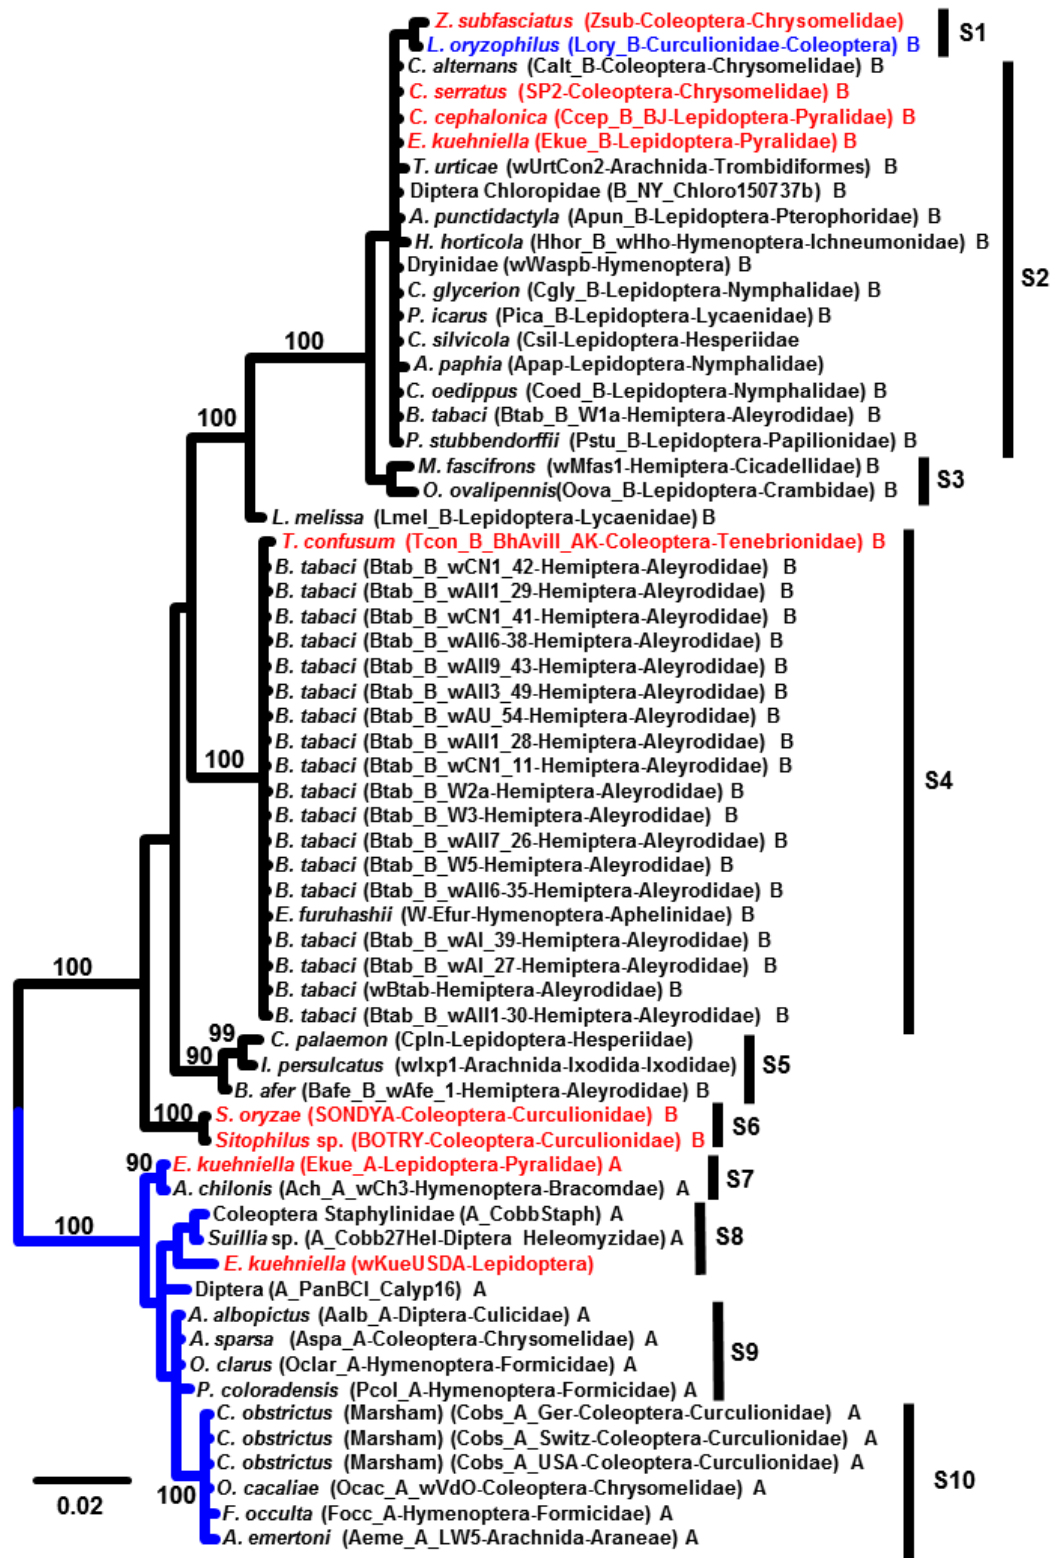 Z. subfasciatus (Zsub-Coleoptera-Chrysomelidae)
S1
L. oryzophilus (Lory_B-Curculionidae-Coleoptera) B
C. alternans (Calt_B-Coleoptera-Chrysomelidae) B
C. serratus (SP2-Coleoptera-Chrysomelidae) B
C. cephalonica (Ccep_B_BJ-Lepidoptera-Pyralidae) B
E. kuehniella (Ekue_B-Lepidoptera-Pyralidae) B
T. urticae (wUrtCon2-Arachnida-Trombidiformes) B
Diptera Chloropidae (B_NY_Chloro150737b) B
A. punctidactyla (Apun_B-Lepidoptera-Pterophoridae) B
H. horticola (Hhor_B_wHho-Hymenoptera-Ichneumonidae) B
Dryinidae (wWaspb-Hymenoptera) B
S2
C. glycerion (Cgly_B-Lepidoptera-Nymphalidae) B
P. icarus (Pica_B-Lepidoptera-Lycaenidae) B
C. silvicola (Csil-Lepidoptera-Hesperiidae
100
A. paphia (Apap-Lepidoptera-Nymphalidae)
C. oedippus (Coed_B-Lepidoptera-Nymphalidae) B
B. tabaci (Btab_B_W1a-Hemiptera-Aleyrodidae) B
100
P. stubbendorffii (Pstu_B-Lepidoptera-Papilionidae) B
M. fascifrons (wMfas1-Hemiptera-Cicadellidae) B
S3
O. ovalipennis(Oova_B-Lepidoptera-Crambidae) B
L. melissa (Lmel_B-Lepidoptera-Lycaenidae) B
T. confusum (Tcon_B_BhAvill_AK-Coleoptera-Tenebrionidae) B
B. tabaci (Btab_B_wCN1_42-Hemiptera-Aleyrodidae) B
B. tabaci (Btab_B_wAll1_29-Hemiptera-Aleyrodidae) B
B. tabaci (Btab_B_wCN1_41-Hemiptera-Aleyrodidae) B
B. tabaci (Btab_B_wAll6-38-Hemiptera-Aleyrodidae) B
B. tabaci (Btab_B_wAll9_43-Hemiptera-Aleyrodidae) B
B. tabaci (Btab_B_wAll3_49-Hemiptera-Aleyrodidae) B
B. tabaci (Btab_B_wAU_54-Hemiptera-Aleyrodidae) B
B. tabaci (Btab_B_wAll1_28-Hemiptera-Aleyrodidae) B
100
B. tabaci (Btab_B_wCN1_11-Hemiptera-Aleyrodidae) B
S4
B. tabaci (Btab_B_W2a-Hemiptera-Aleyrodidae) B
B. tabaci (Btab_B_W3-Hemiptera-Aleyrodidae) B
B. tabaci (Btab_B_wAll7_26-Hemiptera-Aleyrodidae) B
B. tabaci (Btab_B_W5-Hemiptera-Aleyrodidae) B
B. tabaci (Btab_B_wAll6-35-Hemiptera-Aleyrodidae) B
E. furuhashii (W-Efur-Hymenoptera-Aphelinidae) B
B. tabaci (Btab_B_wAl_39-Hemiptera-Aleyrodidae) B
100
B. tabaci (Btab_B_wAl_27-Hemiptera-Aleyrodidae) B
B. tabaci (wBtab-Hemiptera-Aleyrodidae) B
B. tabaci (Btab_B_wAll1-30-Hemiptera-Aleyrodidae) B
99
C. palaemon (Cpln-Lepidoptera-Hesperiidae)
90
I. persulcatus (wIxp1-Arachnida-Ixodida-Ixodidae)
S5
B. afer (Bafe_B_wAfe_1-Hemiptera-Aleyrodidae) B
100
S. oryzae (SONDYA-Coleoptera-Curculionidae) B
S6
Sitophilus sp. (BOTRY-Coleoptera-Curculionidae) B
90
E. kuehniella (Ekue_A-Lepidoptera-Pyralidae) A
S7
A. chilonis (Ach_A_wCh3-Hymenoptera-Bracomdae) A
Coleoptera Staphylinidae (A_CobbStaph) A
100
Suillia sp. (A_Cobb27Hel-Diptera Heleomyzidae) A
S8
E. kuehniella (wKueUSDA-Lepidoptera)
Diptera (A_PanBCI_Calyp16) A
A. albopictus (Aalb_A-Diptera-Culicidae) A
A. sparsa (Aspa_A-Coleoptera-Chrysomelidae) A
S9
O. clarus (Oclar_A-Hymenoptera-Formicidae) A
P. coloradensis (Pcol_A-Hymenoptera-Formicidae) A
C. obstrictus (Marsham) (Cobs_A_Ger-Coleoptera-Curculionidae) A
C. obstrictus (Marsham) (Cobs_A_Switz-Coleoptera-Curculionidae) A
C. obstrictus (Marsham) (Cobs_A_USA-Coleoptera-Curculionidae) A
S10
100
O. cacaliae (Ocac_A_wVdO-Coleoptera-Chrysomelidae) A
0.02
F. occulta (Focc_A-Hymenoptera-Formicidae) A
A. emertoni (Aeme_A_LW5-Arachnida-Araneae) A